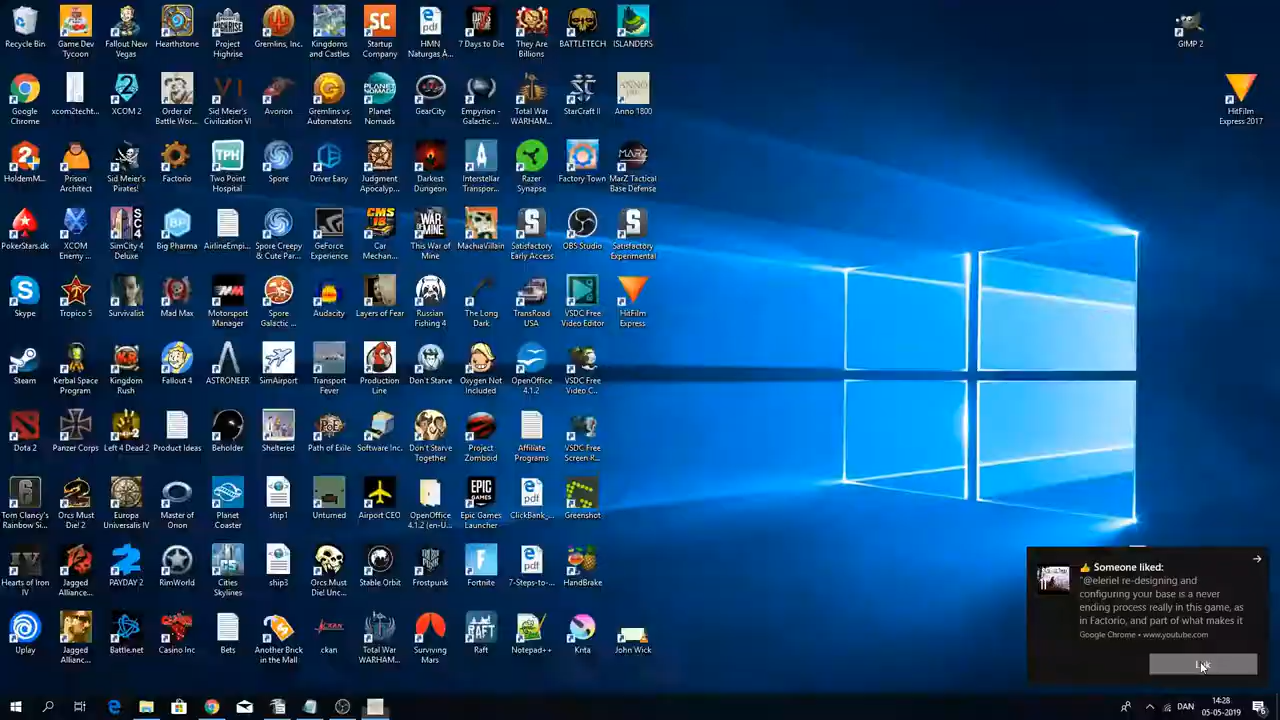 Recycle Bin
Game Dev
Tycoon
Fallout New
Vegas
Hearthstone
Project
Highrise
Gremlins, Inc.
Kingdoms
and Castles
Startup
Company
HMN
Naturgas A...
7 Days to Die
They Are
Billions
BATTLETECH
ISLANDERS
GIMP 2
Google
Chrome
xcom2techt...
XCOM 2
Order of
Battle Wor...
Sid Meier's
Civilization VI
Avorion
Gremlins vs
Automatons
Planet
Nomads
GearCity
Empyrion -
Galactic ...
Total War
WARHAM...
StarCraft II
Anno 1800
HitFilm
Express 2017
HoldemM...
Prison
Architect
Sid Meier's
Pirates!
Factorio
Two Point
Hospital
Spore
Driver Easy
Judgment
Apocalyp...
Darkest
Dungeon
Interstellar
Transpor...
Razer
Synapse
Factory Town
MarZ Tactical
Base Defense
PokerStars.dk
XCOM
Enemy ...
SimCity 4
Deluxe
Big Pharma
AirlineEmpi...
Spore Creepy
& Cute Par...
GeForce
Experience
Car
Mechan...
This War of
Mine
MachiaVillain
Satisfactory
Early Access
OBS Studio
Satisfactory
Experimental
Skype
Tropico 5
Survivalist
Mad Max
Motorsport
Manager
Spore
Galactic ...
Audacity
Layers of Fear
Russian
Fishing 4
The Long
Dark
TransRoad
USA
VSDC Free
Video Editor
HitFilm
Express
Steam
Kerbal Space
Program
Kingdom
Rush
Fallout 4
ASTRONEER
SimAirport
Transport
Fever
Production
Line
Don't Starve
Oxygen Not
Included
OpenOffice
4.1.2
VSDC Free
Video C...
Dota 2
Panzer Corps
Left 4 Dead 2
Product Ideas
Beholder
Sheltered
Path of Exile
Software Inc.
Don't Starve
Together
Project
Zomboid
Affiliate
Programs
VSDC Free
Screen R...
Tom Clancy's
Rainbow Si...
Orcs Must
Die! 2
Europa
Universalis IV
Master of
Orion
Planet
Coaster
ship1
Unturned
Airport CEO
OpenOffice
4.1.2 (en-U...
Epic Games
Launcher
ClickBank_...
Greenshot
Hearts of Iron
IV
Jagged
Alliance...
PAYDAY 2
RimWorld
Cities
Skylines
ship3
Orcs Must
Die! Unc...
Stable Orbit
Frostpunk
Fortnite
7-Steps-to-...
HandBrake
Uplay
Jagged
Allianc...
Battle.net
Casino Inc
Bets
Another Brick
in the Mall
ckan
Total War
WARHAM...
Surviving
Mars
Raft
Notepad++
Krita
John Wick
Someone liked:
"@eleriel re-designing and
configuring your base is a never
ending process really in this game, as
in Factorio, and part of what makes it
Google Chrome • www.youtube.com
DAN
14:28
05-05-2019